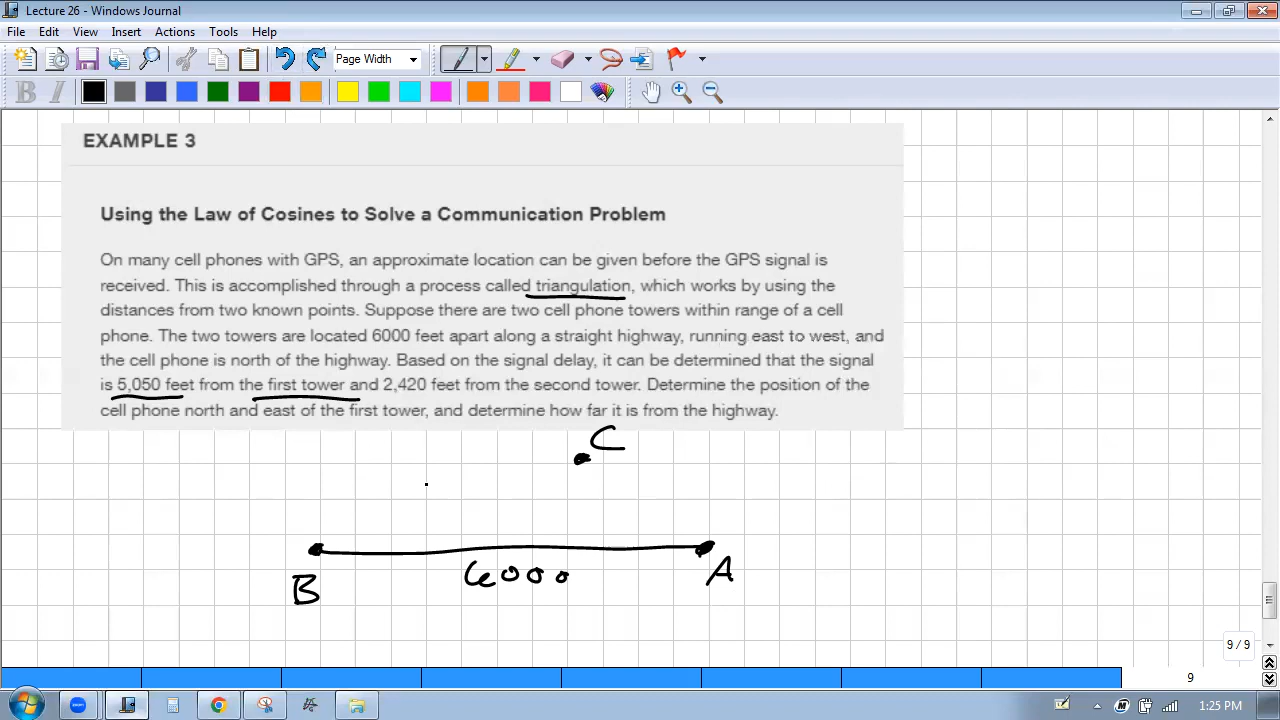 Lecture 26 - Windows Journal
File Edit View Insert Actions Tools Help
Page Width
B I
EXAMPLE 3
Using the Law of Cosines to Solve a Communication Problem
On many cell phones with GPS, an approximate location can be given before the GPS signal is
received. This is accomplished through a process called triangulation, which works by using the
distances from two known points. Suppose there are two cell phone towers within range of a cell
phone. The two towers are located 6000 feet apart along a straight highway, running east to west, and
the cell phone is north of the highway. Based on the signal delay, it can be determined that the signal
is 5,050 feet from the first tower and 2,420 feet from the second tower. Determine the position of the
cell phone north and east of the first tower, and determine how far it is from the highway.
C
B 6000 A
9 / 9
9
zoom
1:25 PM